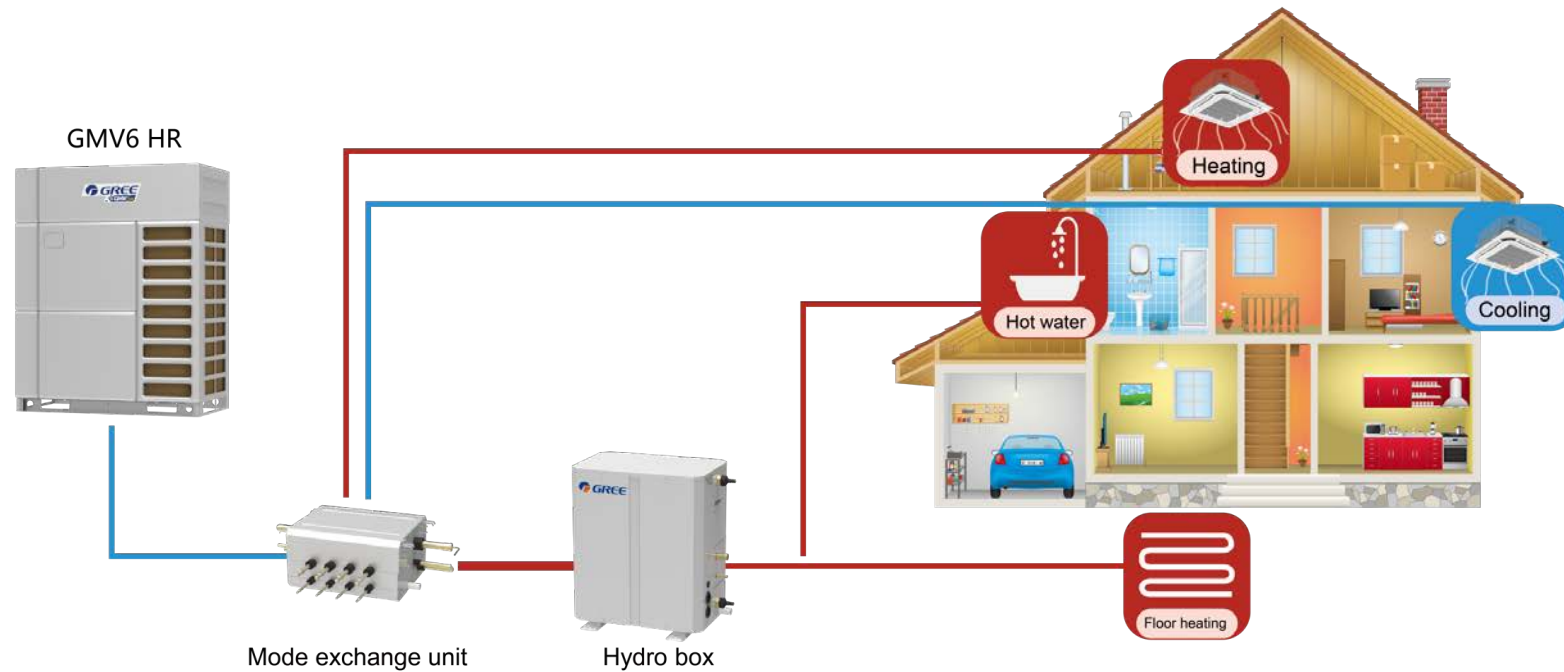 GMV6 HR
GREE
Heating
Hot water
Cooling
GREE
Floor heating
Mode exchange unit
Hydro box